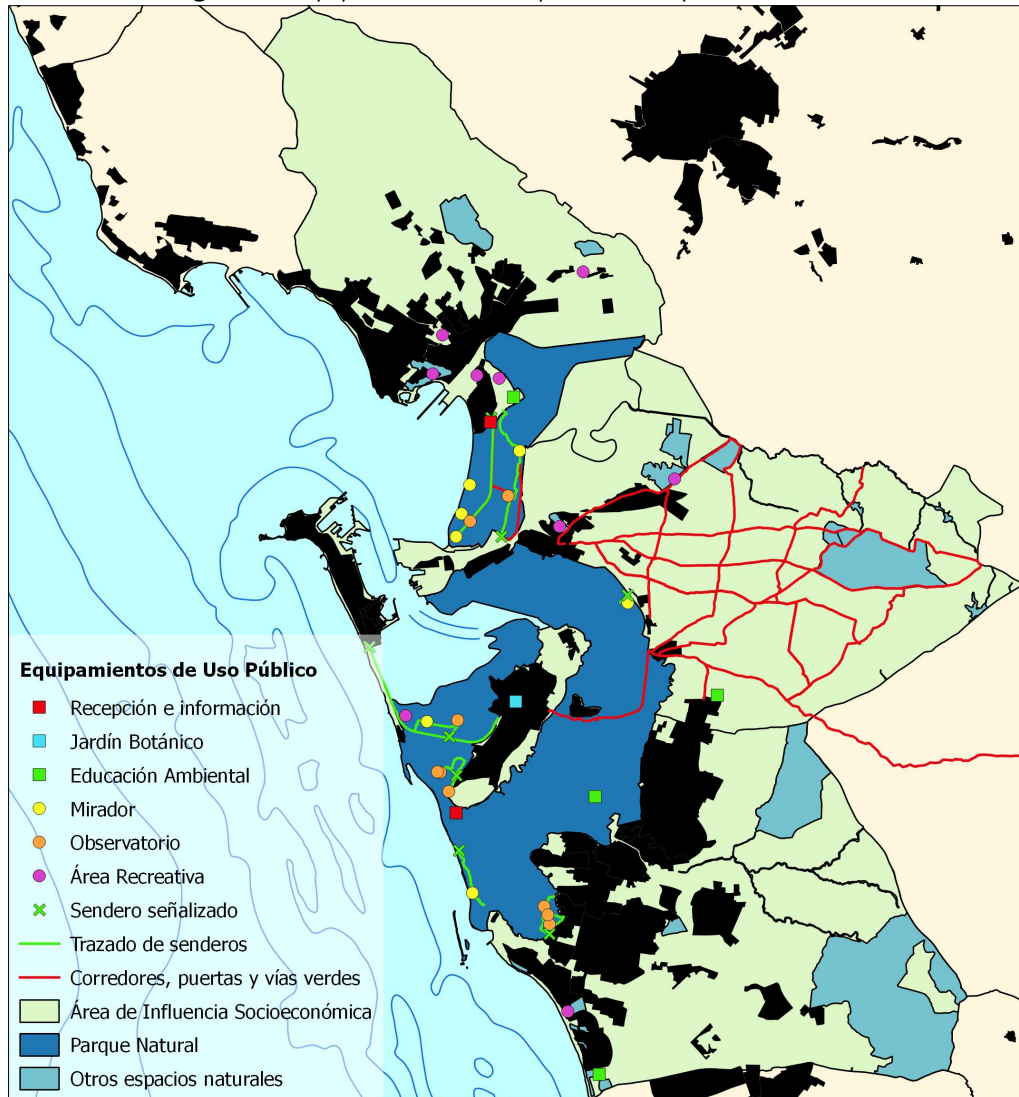 Equipamientos de Uso Público
Recepción e información
Jardín Botánico
Educación Ambiental
Mirador
Observatorio
Área Recreativa
Sendero señalizado
Trazado de senderos
Corredores, puertas y vías verdes
Área de Influencia Socioeconómica
Parque Natural
Otros espacios naturales